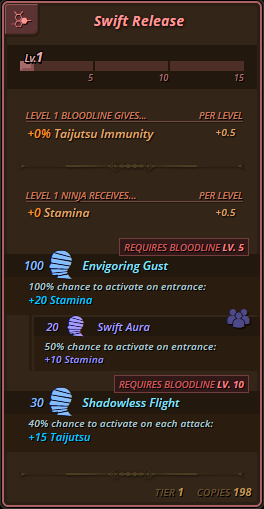 Swift Release
Lv.1
5 10 15
LEVEL 1 BLOODLINE GIVES... PER LEVEL
+0% Taijutsu Immunity +0.5
LEVEL 1 NINJA RECEIVES... PER LEVEL
+0 Stamina +0.5
REQUIRES BLOODLINE LV. 5
100 Envigoring Gust
100% chance to activate on entrance:
+20 Stamina
20 Swift Aura
50% chance to activate on entrance:
+10 Stamina
REQUIRES BLOODLINE LV. 10
30 Shadowless Flight
40% chance to activate on each attack:
+15 Taijutsu
TIER 1 COPIES 198